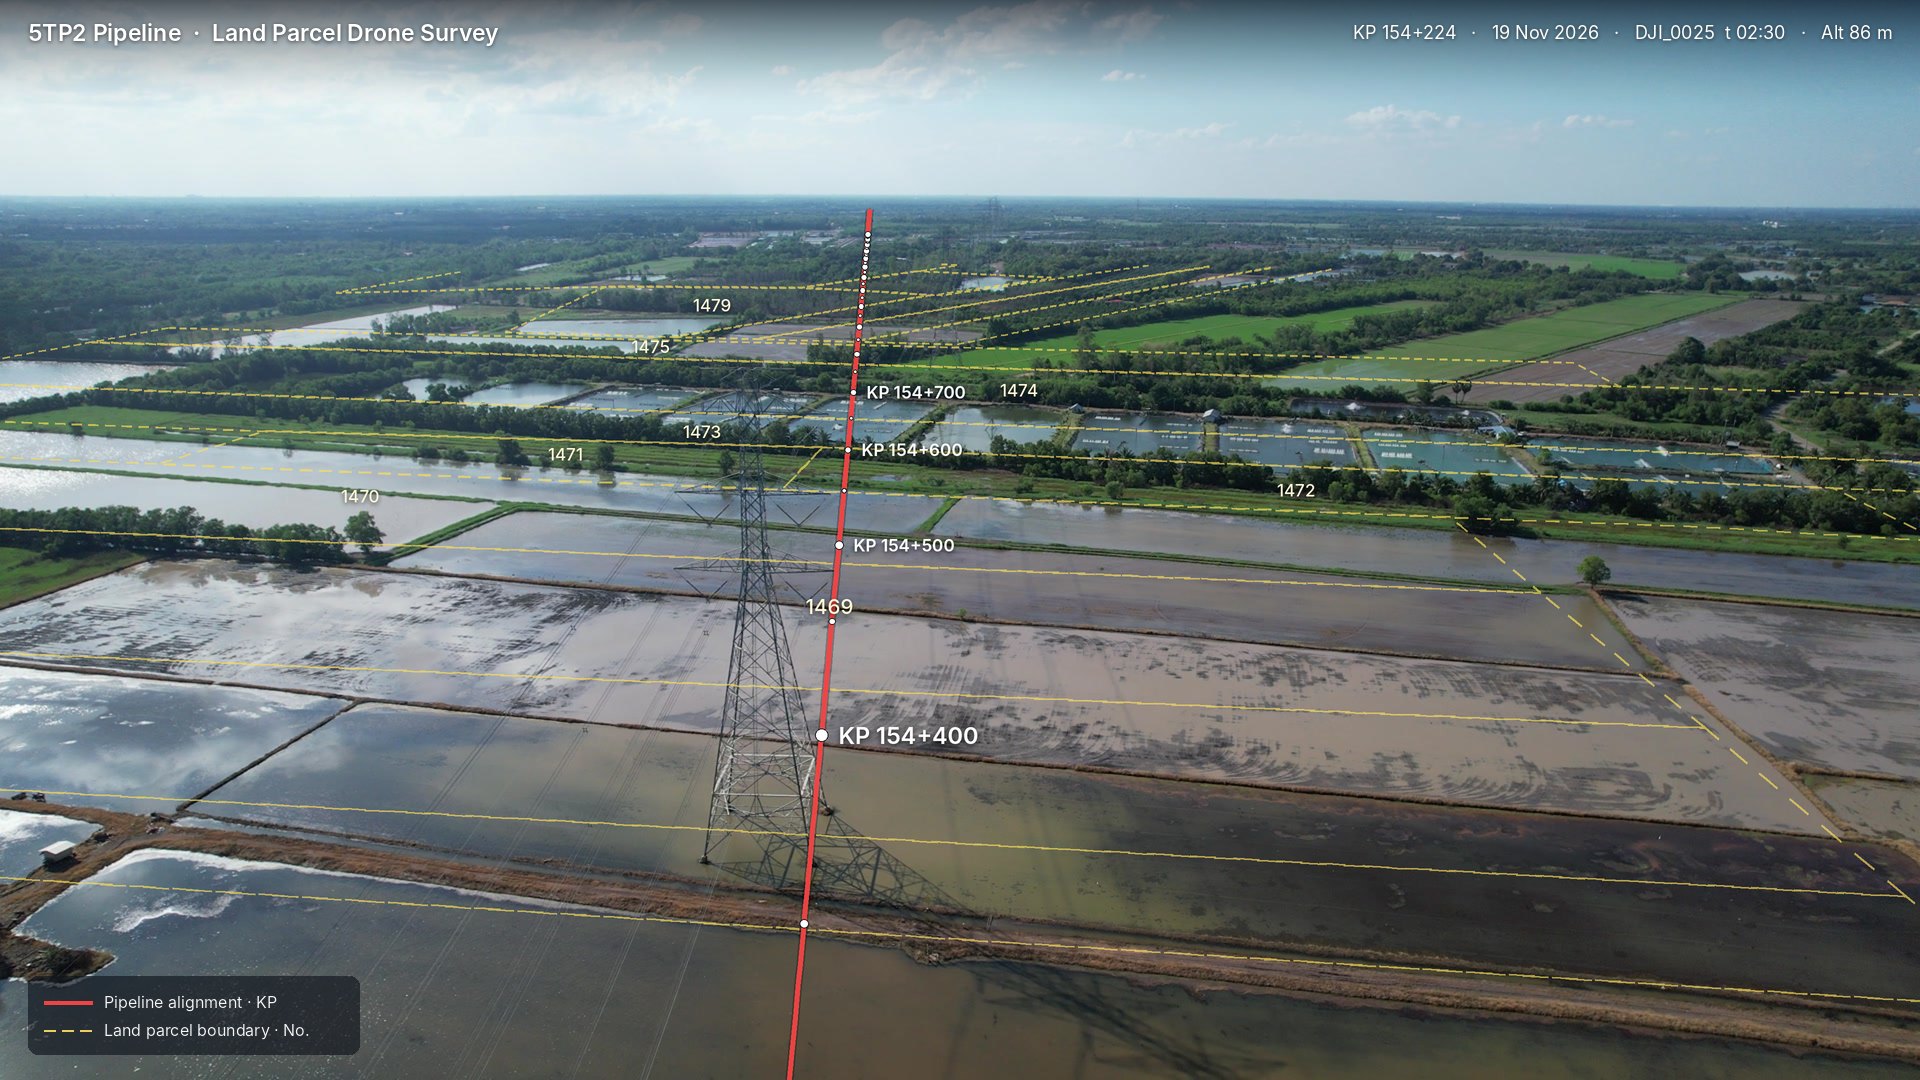 5TP2 Pipeline · Land Parcel Drone Survey
KP 154+224 · 19 Nov 2026 · DJI_0025 t 02:30 · Alt 86 m
1479
1475
KP 154+700
1474
1473
KP 154+600
1471
1472
1470
KP 154+500
1469
KP 154+400
Pipeline alignment · KP
Land parcel boundary · No.